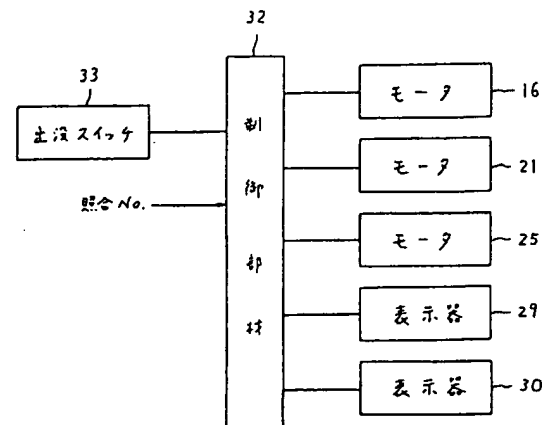 32
33
出没スイッチ
照合No.
制御部材
モータ
16
モータ
21
モータ
25
表示器
29
表示器
30